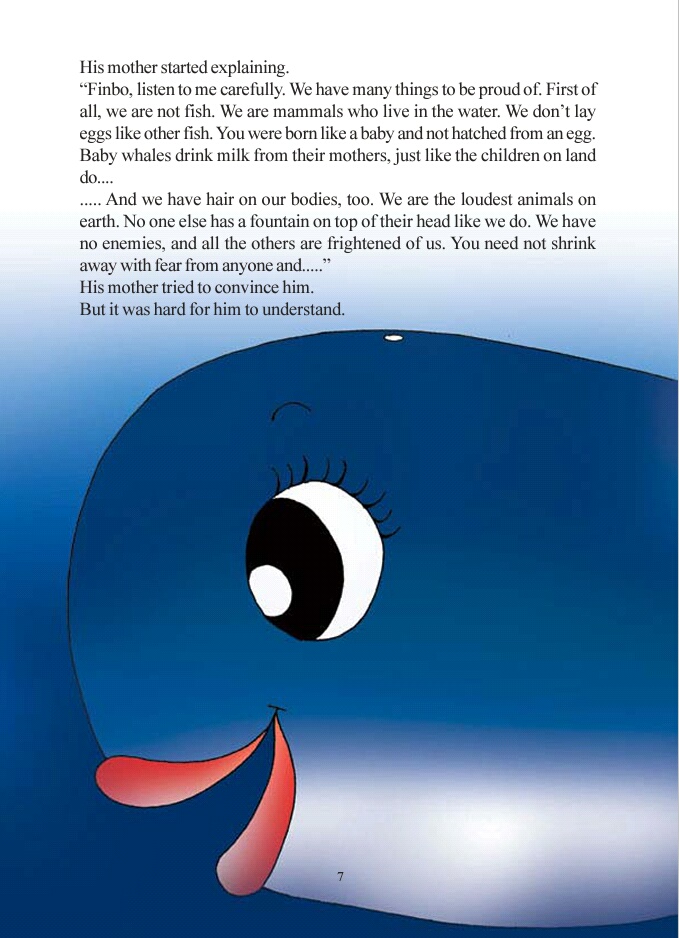 His mother started explaining.
“Finbo, listen to me carefully. We have many things to be proud of. First of
all, we are not fish. We are mammals who live in the water. We don’t lay
eggs like other fish. You were born like a baby and not hatched from an egg.
Baby whales drink milk from their mothers, just like the children on land
do....
..... And we have hair on our bodies, too. We are the loudest animals on
earth. No one else has a fountain on top of their head like we do. We have
no enemies, and all the others are frightened of us. You need not shrink
away with fear from anyone and.....”
His mother tried to convince him.
But it was hard for him to understand.
7